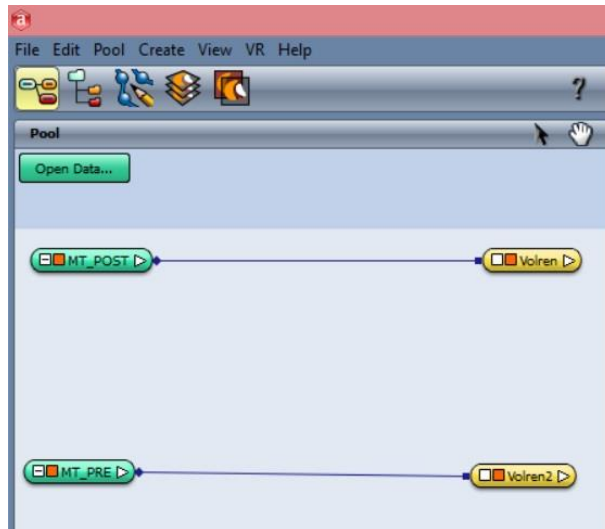 a
File Edit Pool Create View VR Help
?
Pool
Open Data...
MT_POST Volren
MT_PRE Volren2